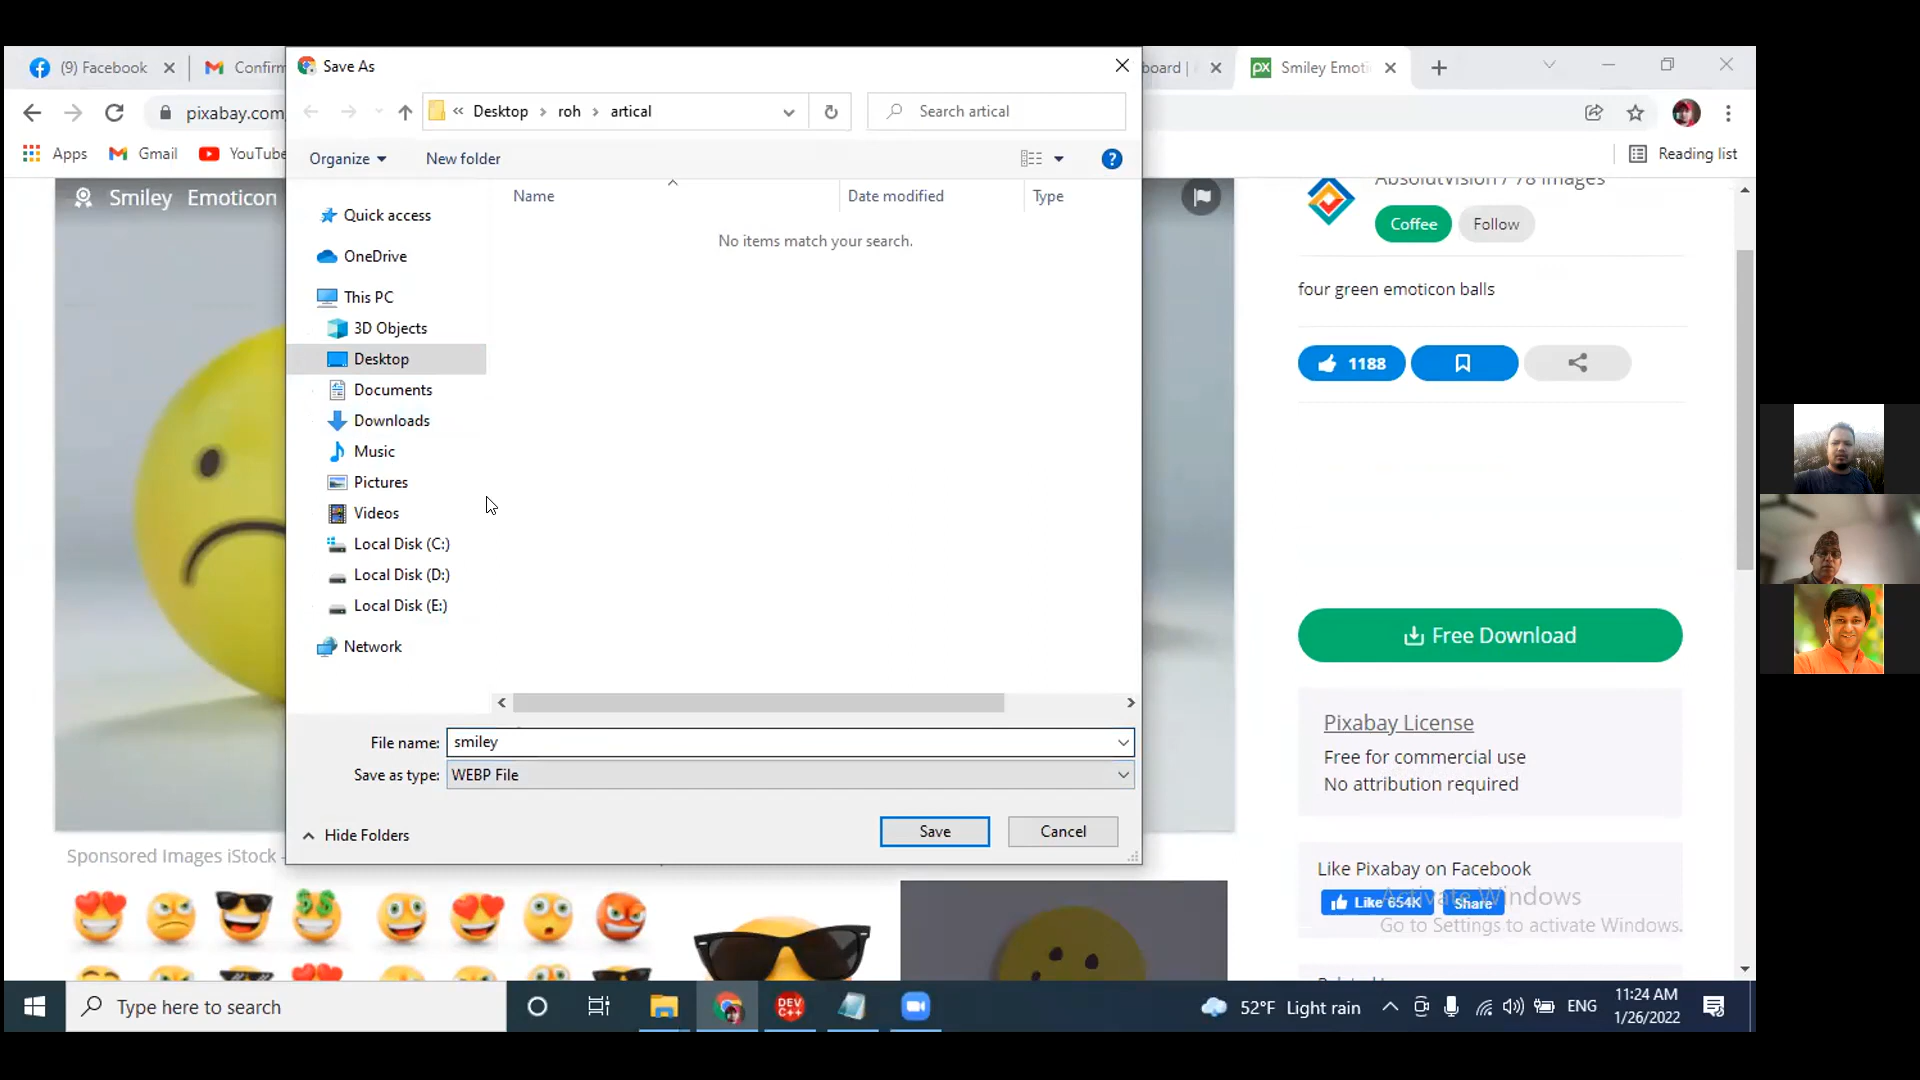 (9) Facebook
Confirm
Save As
board |
Smiley Emoti
pixabay.com
« Desktop › roh › artical
Search artical
Apps
Gmail
YouTube
Reading list
Organize
New folder
Smiley Emoticon
Name
Date modified
Type
No items match your search.
Quick access
OneDrive
This PC
3D Objects
Desktop
Documents
Downloads
Music
Pictures
Videos
Local Disk (C:)
Local Disk (D:)
Local Disk (E:)
Network
File name: smiley
Save as type: WEBP File
Hide Folders
Save
Cancel
AbsolutVision / 78 images
Coffee
Follow
four green emoticon balls
1188
Free Download
Pixabay License
Free for commercial use
No attribution required
Like Pixabay on Facebook
Like 654K
Share
Activate Windows
Go to Settings to activate Windows.
Sponsored Images iStock
Type here to search
DEV
C++
52°F Light rain
ENG
11:24 AM
1/26/2022